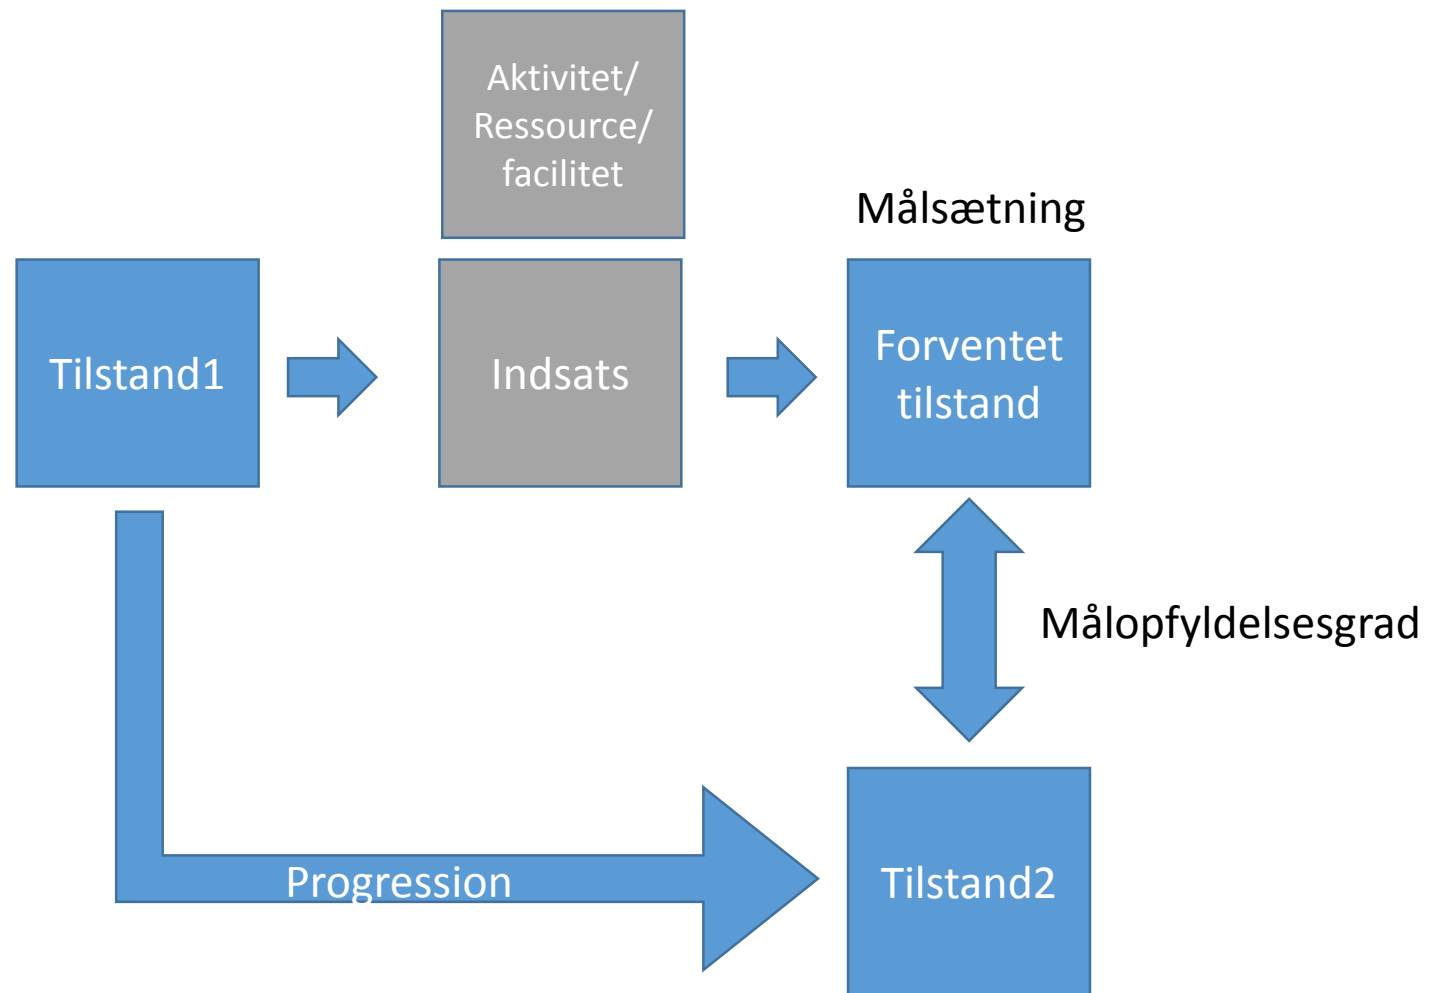 Aktivitet/
Ressource/
facilitet
Målsætning
Tilstand1
Indsats
Forventet
tilstand
Målopfyldelsesgrad
Progression
Tilstand2